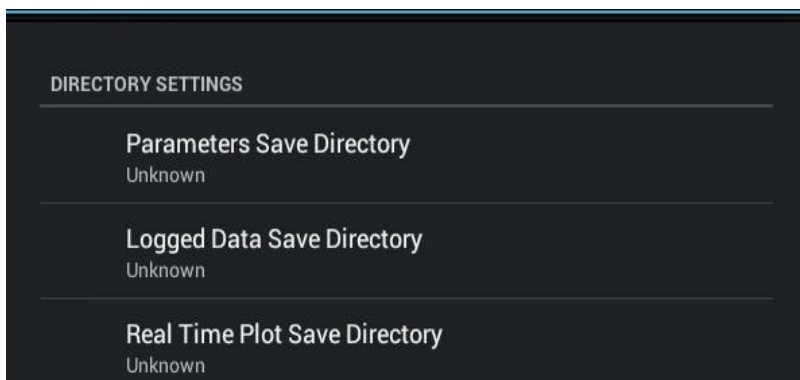 DIRECTORY SETTINGS
Parameters Save Directory
Unknown
Logged Data Save Directory
Unknown
Real Time Plot Save Directory
Unknown